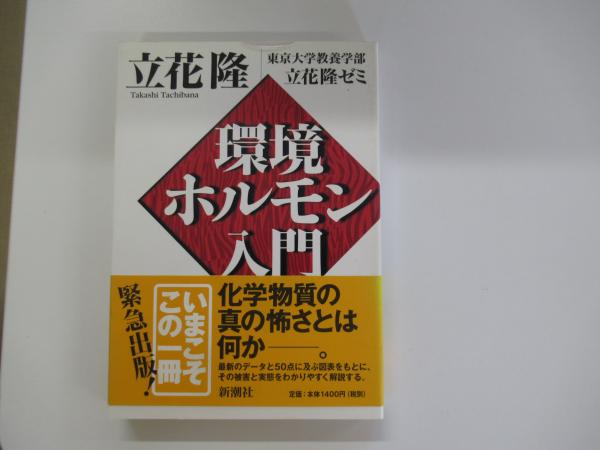 立花 隆
Takashi Tachibana
東京大学教養学部
立花隆ゼミ
環境
ホルモン
入門
緊急出版!
いまこそ
この一冊
化学物質の
真の怖さとは
何か――。
最新のデータと50点に及ぶ図表をもとに、
その被害と実態をわかりやすく解説する。
新潮社
定価：本体1400円(税別)